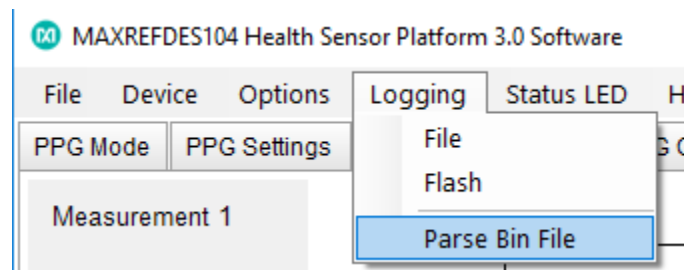 MAXREFDES104 Health Sensor Platform 3.0 Software
File Device Options Logging Status LED H
PPG Mode PPG Settings
File
Flash
Parse Bin File
Measurement 1